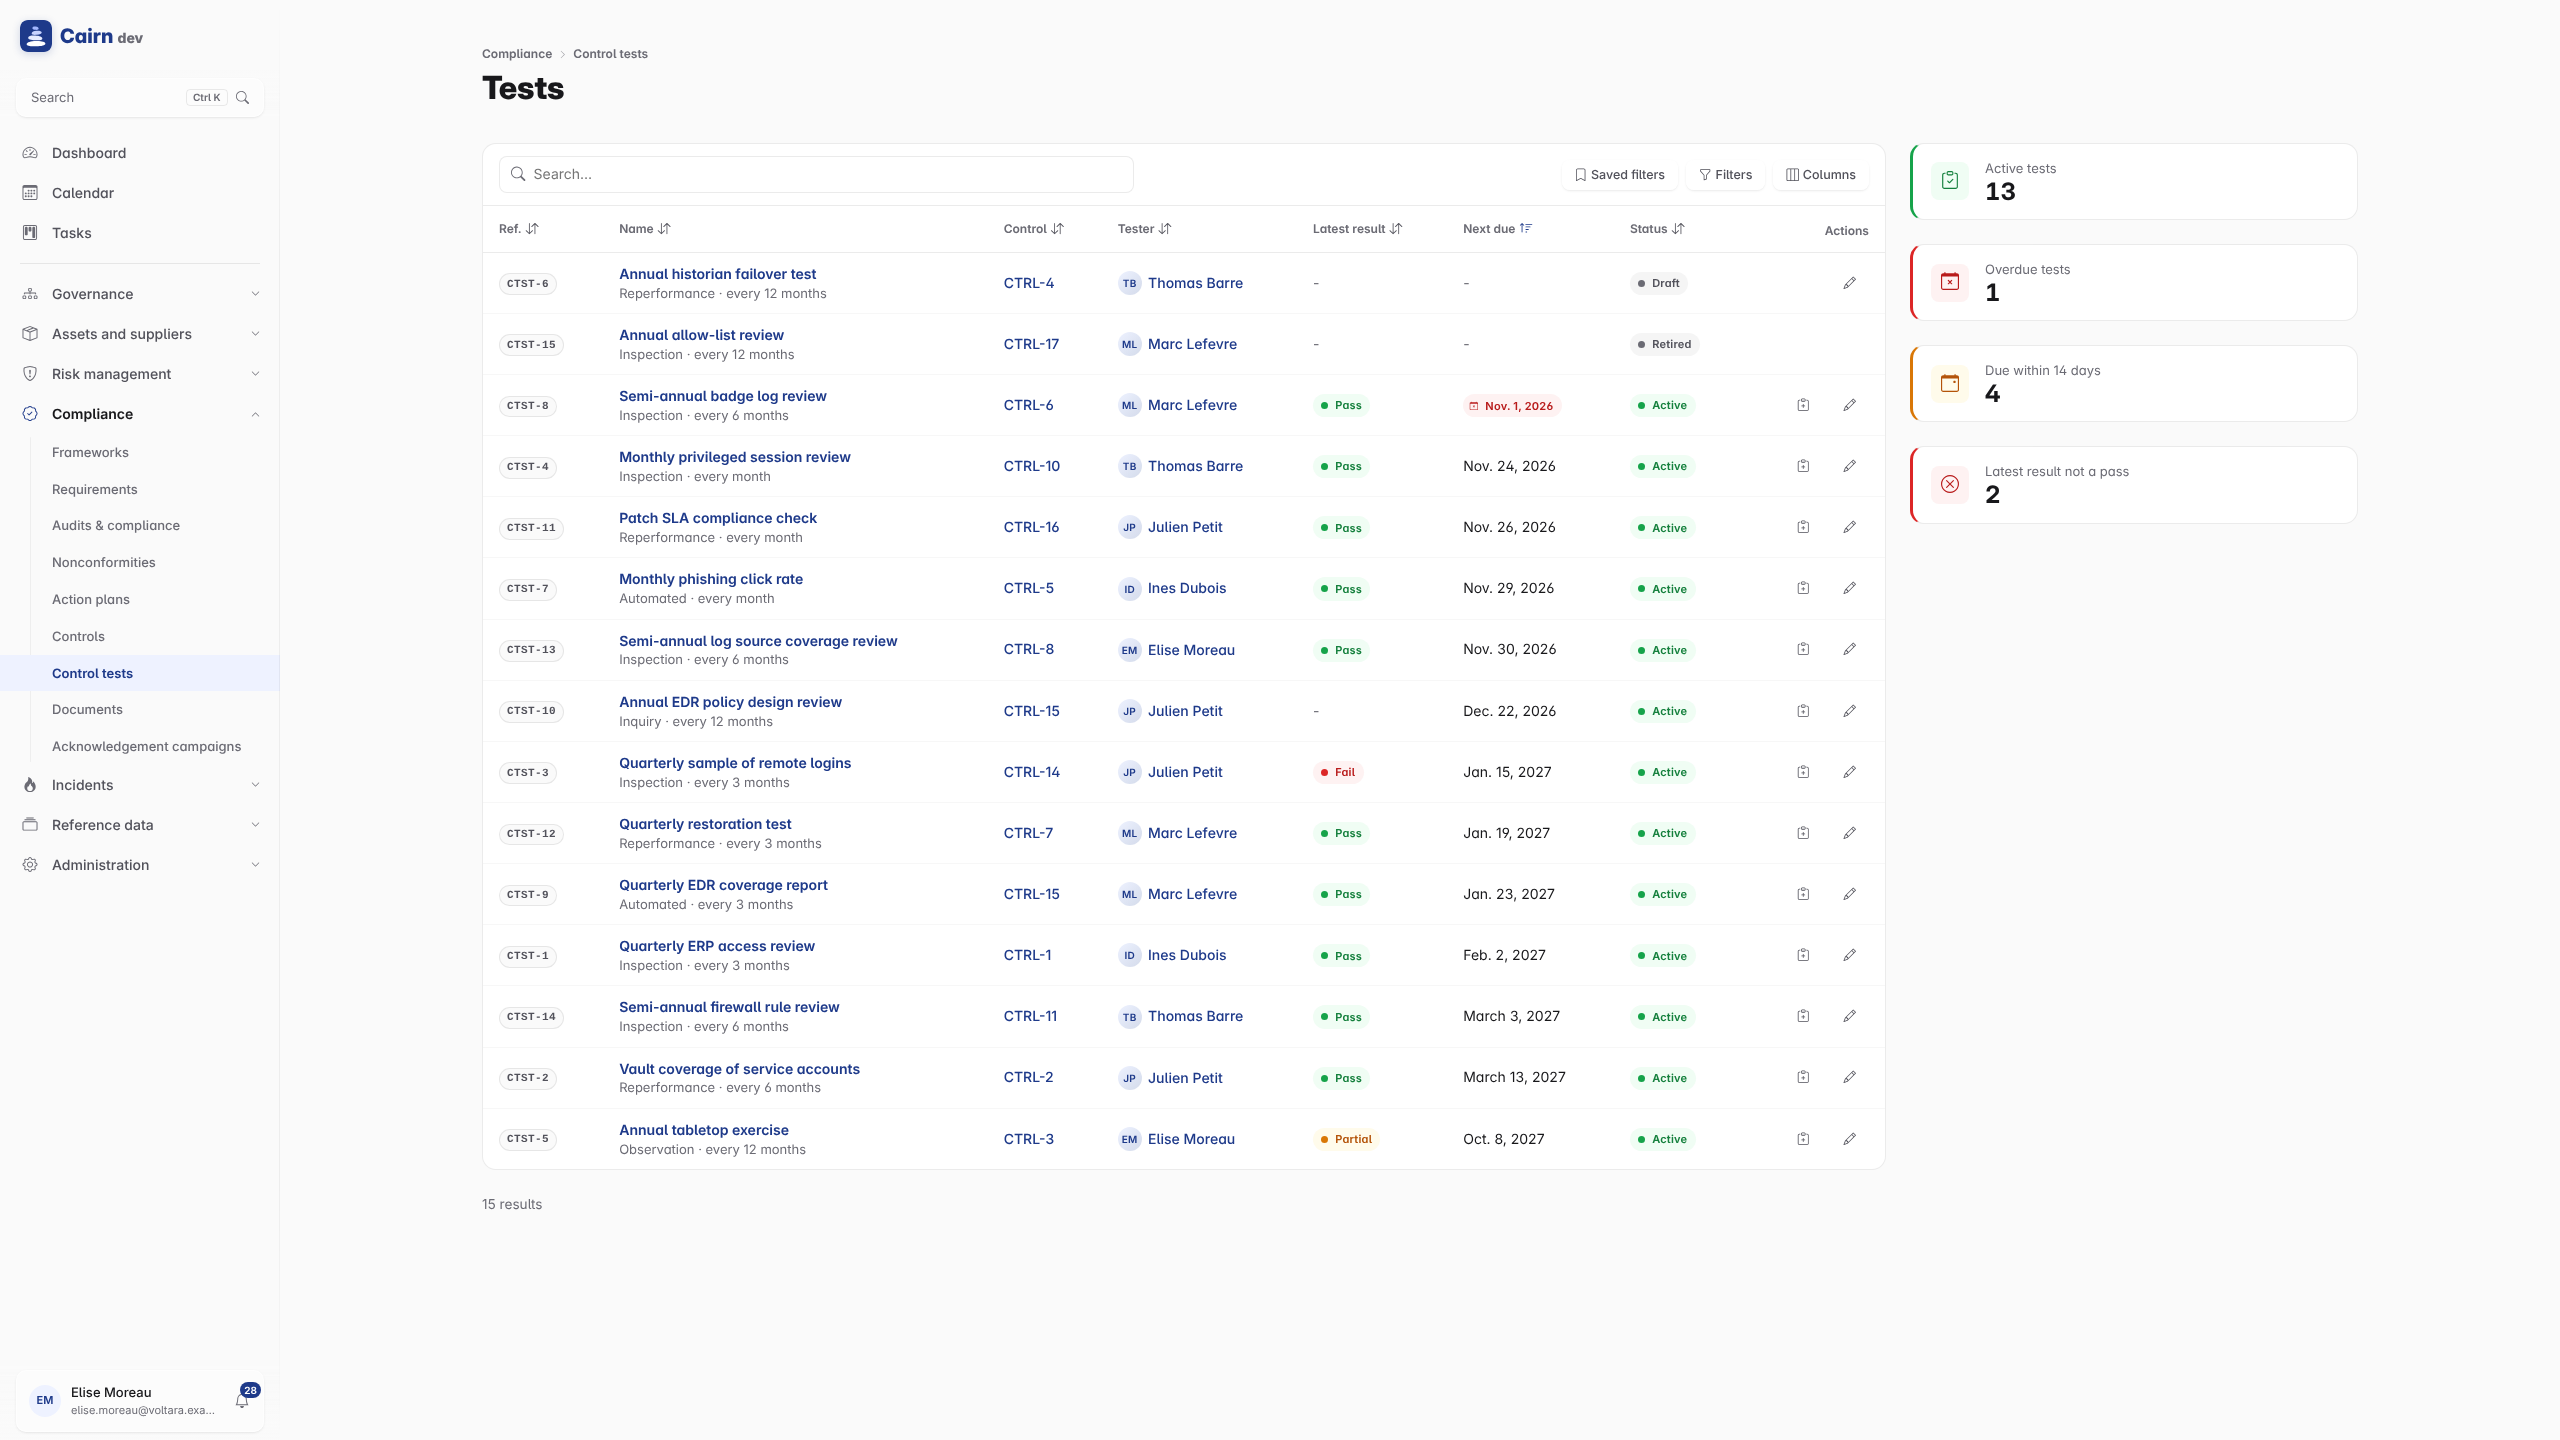 Cairn dev
Search Ctrl K
Dashboard
Calendar
Tasks
Governance
Assets and suppliers
Risk management
Compliance
Frameworks
Requirements
Audits & compliance
Nonconformities
Action plans
Controls
Control tests
Documents
Acknowledgement campaigns
Incidents
Reference data
Administration
EM Elise Moreau 28
elise.moreau@voltara.exa...
Compliance > Control tests
Tests
Search... Saved filters Filters Columns
Ref. Name Control Tester Latest result Next due Status Actions
CTST-6 Annual historian failover test CTRL-4 TB Thomas Barre - - Draft
Reperformance · every 12 months
CTST-15 Annual allow-list review CTRL-17 ML Marc Lefevre - - Retired
Inspection · every 12 months
CTST-8 Semi-annual badge log review CTRL-6 ML Marc Lefevre Pass Nov. 1, 2026 Active
Inspection · every 6 months
CTST-4 Monthly privileged session review CTRL-10 TB Thomas Barre Pass Nov. 24, 2026 Active
Inspection · every month
CTST-11 Patch SLA compliance check CTRL-16 JP Julien Petit Pass Nov. 26, 2026 Active
Reperformance · every month
CTST-7 Monthly phishing click rate CTRL-5 ID Ines Dubois Pass Nov. 29, 2026 Active
Automated · every month
CTST-13 Semi-annual log source coverage review CTRL-8 EM Elise Moreau Pass Nov. 30, 2026 Active
Inspection · every 6 months
CTST-10 Annual EDR policy design review CTRL-15 JP Julien Petit - Dec. 22, 2026 Active
Inquiry · every 12 months
CTST-3 Quarterly sample of remote logins CTRL-14 JP Julien Petit Fail Jan. 15, 2027 Active
Inspection · every 3 months
CTST-12 Quarterly restoration test CTRL-7 ML Marc Lefevre Pass Jan. 19, 2027 Active
Reperformance · every 3 months
CTST-9 Quarterly EDR coverage report CTRL-15 ML Marc Lefevre Pass Jan. 23, 2027 Active
Automated · every 3 months
CTST-1 Quarterly ERP access review CTRL-1 ID Ines Dubois Pass Feb. 2, 2027 Active
Inspection · every 3 months
CTST-14 Semi-annual firewall rule review CTRL-11 TB Thomas Barre Pass March 3, 2027 Active
Inspection · every 6 months
CTST-2 Vault coverage of service accounts CTRL-2 JP Julien Petit Pass March 13, 2027 Active
Reperformance · every 6 months
CTST-5 Annual tabletop exercise CTRL-3 EM Elise Moreau Partial Oct. 8, 2027 Active
Observation · every 12 months
15 results
Active tests
13
Overdue tests
1
Due within 14 days
4
Latest result not a pass
2